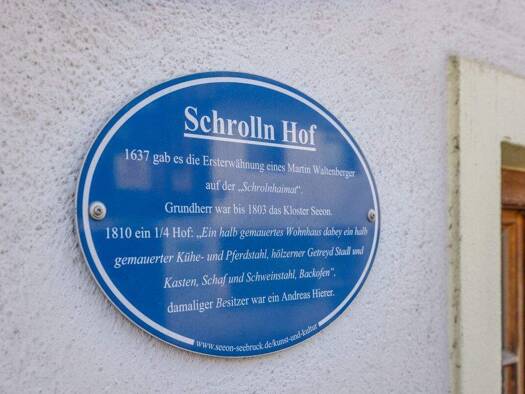 Schrolln Hof
1637 gab es die Ersterwähnung eines Martin Waltenberger
auf der „Schrolnhaimat“.
Grundherr war bis 1803 das Kloster Seeon.
1810 ein 1/4 Hof: „Ein halb gemauertes Wohnhaus dabey ein halb
gemauerter Kühe- und Pferdstahl, hölzerner Getreyd Stadl und
Kasten, Schaf und Schweinstahl, Backofen“,
damaliger Besitzer war ein Andreas Hierer.
www.seeon-seebruck.de/kunst-und-kultur